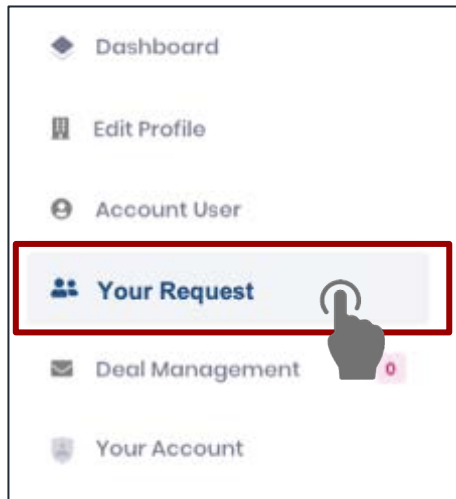 Dashboard
Edit Profile
Account User
Your Request
Deal Management 0
Your Account